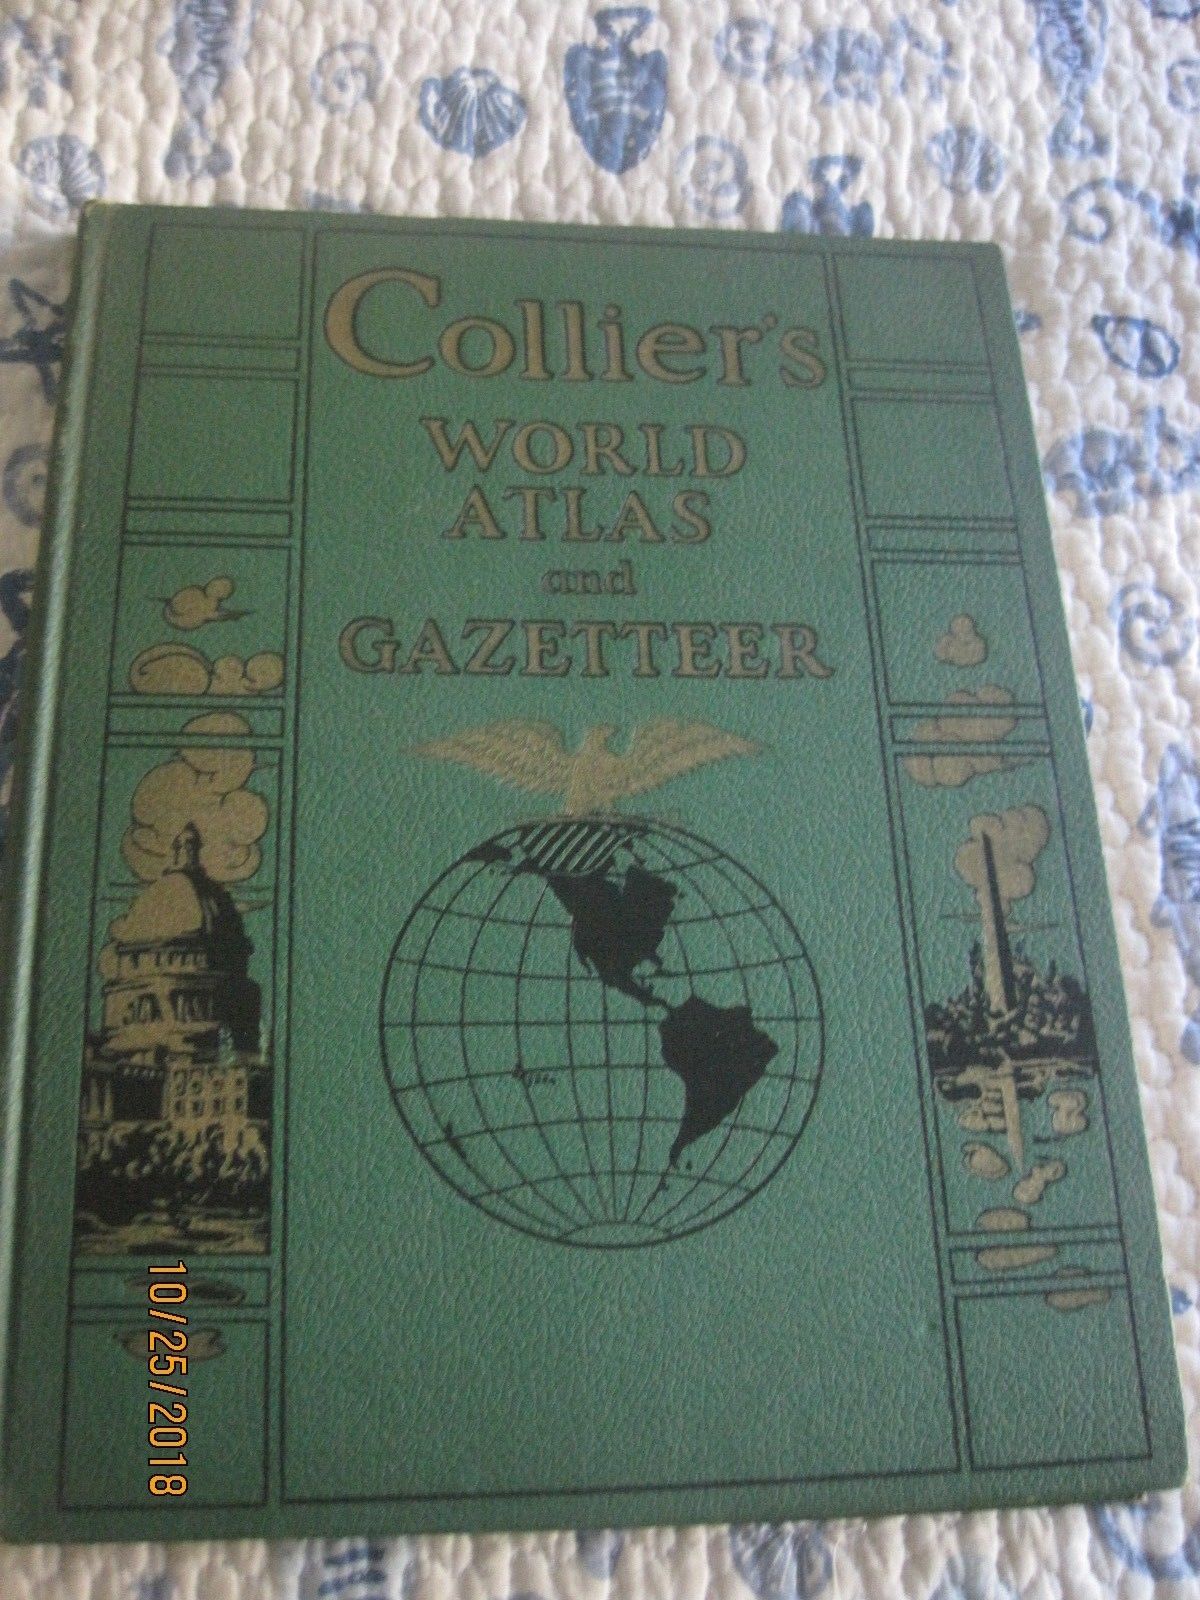 Collier's
WORLD
ATLAS
and
GAZETTEER
10/25/2018